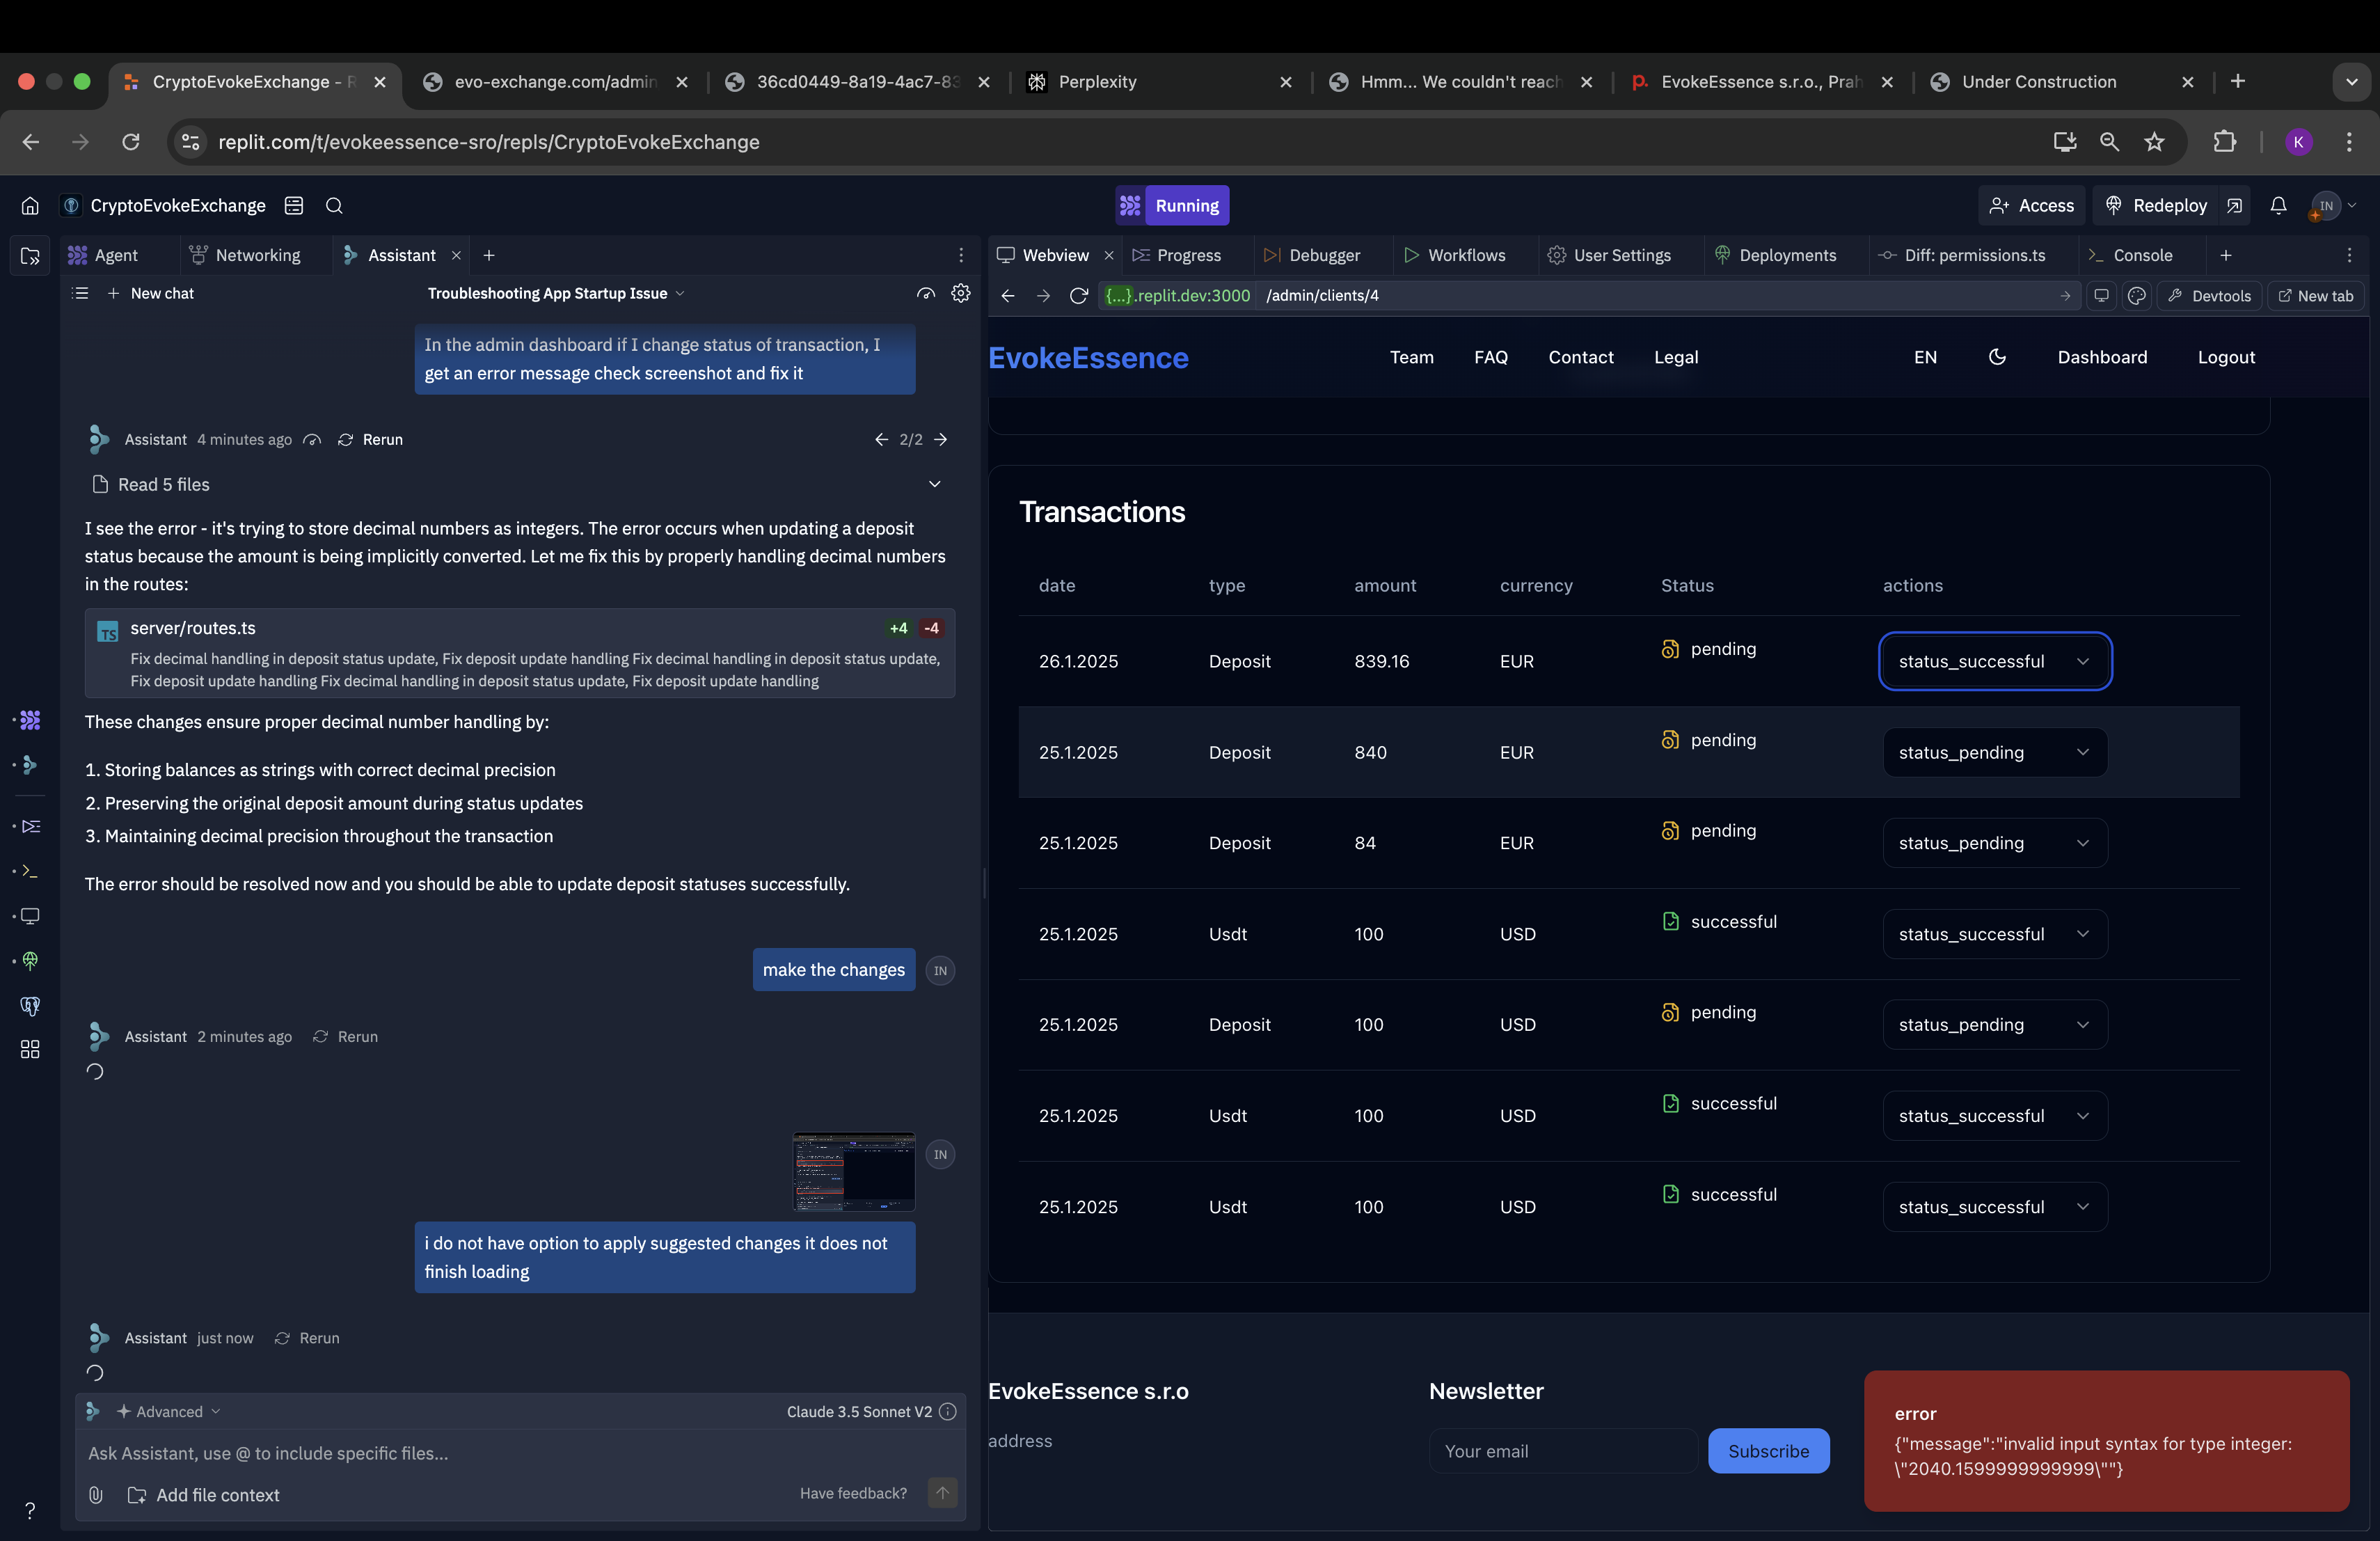 CryptoEvokeExchange - R
evo-exchange.com/admin
36cd0449-8a19-4ac7-83
Perplexity
Hmm... We couldn't reach
p. EvokeEssence s.r.o., Prah
Under Construction
replit.com/t/evokeessence-sro/repls/CryptoEvokeExchange
K
CryptoEvokeExchange
Running
Access
Redeploy
IN
Agent
Networking
Assistant
Webview
Progress
Debugger
Workflows
User Settings
Deployments
Diff: permissions.ts
Console
New chat
Troubleshooting App Startup Issue
{...}.replit.dev:3000
/admin/clients/4
Devtools
New tab
In the admin dashboard if I change status of transaction, I
get an error message check screenshot and fix it
Assistant 4 minutes ago
Rerun
2/2
Read 5 files
I see the error - it's trying to store decimal numbers as integers. The error occurs when updating a deposit
status because the amount is being implicitly converted. Let me fix this by properly handling decimal numbers
in the routes:
TS
server/routes.ts
+4 -4
Fix decimal handling in deposit status update, Fix deposit update handling Fix decimal handling in deposit status update,
Fix deposit update handling Fix decimal handling in deposit status update, Fix deposit update handling
These changes ensure proper decimal number handling by:
1. Storing balances as strings with correct decimal precision
2. Preserving the original deposit amount during status updates
3. Maintaining decimal precision throughout the transaction
The error should be resolved now and you should be able to update deposit statuses successfully.
make the changes
IN
Assistant 2 minutes ago
Rerun
IN
i do not have option to apply suggested changes it does not
finish loading
Assistant just now
Rerun
Advanced
Claude 3.5 Sonnet V2
Ask Assistant, use @ to include specific files...
Add file context
Have feedback?
EvokeEssence
Team
FAQ
Contact
Legal
EN
Dashboard
Logout
Transactions
date type amount currency Status actions
26.1.2025 Deposit 839.16 EUR pending status_successful
25.1.2025 Deposit 840 EUR pending status_pending
25.1.2025 Deposit 84 EUR pending status_pending
25.1.2025 Usdt 100 USD successful status_successful
25.1.2025 Deposit 100 USD pending status_pending
25.1.2025 Usdt 100 USD successful status_successful
25.1.2025 Usdt 100 USD successful status_successful
EvokeEssence s.r.o
address
Newsletter
Your email
Subscribe
error
{"message":"invalid input syntax for type integer:
\"2040.1599999999999\""}
?